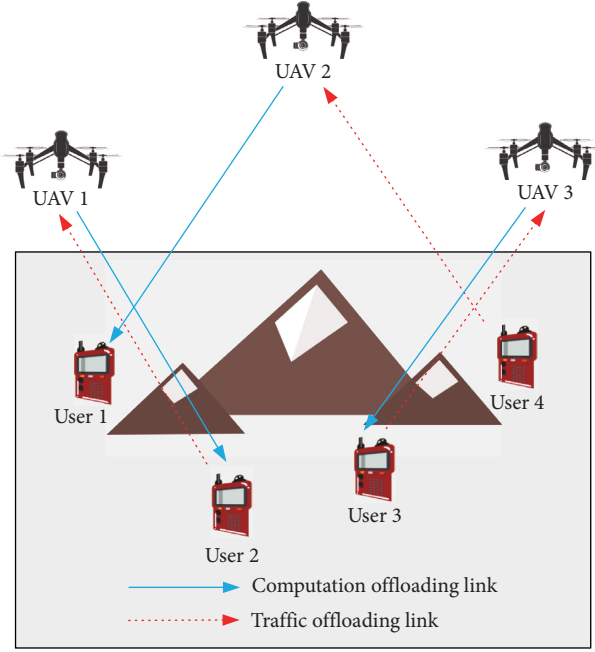 UAV 2
UAV 1
UAV 3
User 1
User 4
User 3
User 2
Computation offloading link
Traffic offloading link